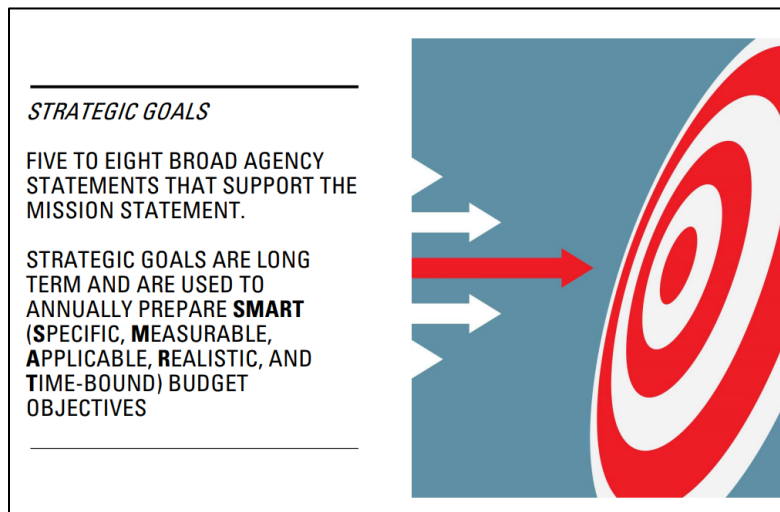 STRATEGIC GOALS
FIVE TO EIGHT BROAD AGENCY
STATEMENTS THAT SUPPORT THE
MISSION STATEMENT.
STRATEGIC GOALS ARE LONG
TERM AND ARE USED TO
ANNUALLY PREPARE SMART
(SPECIFIC, MEASURABLE,
APPLICABLE, REALISTIC, AND
TIME-BOUND) BUDGET
OBJECTIVES